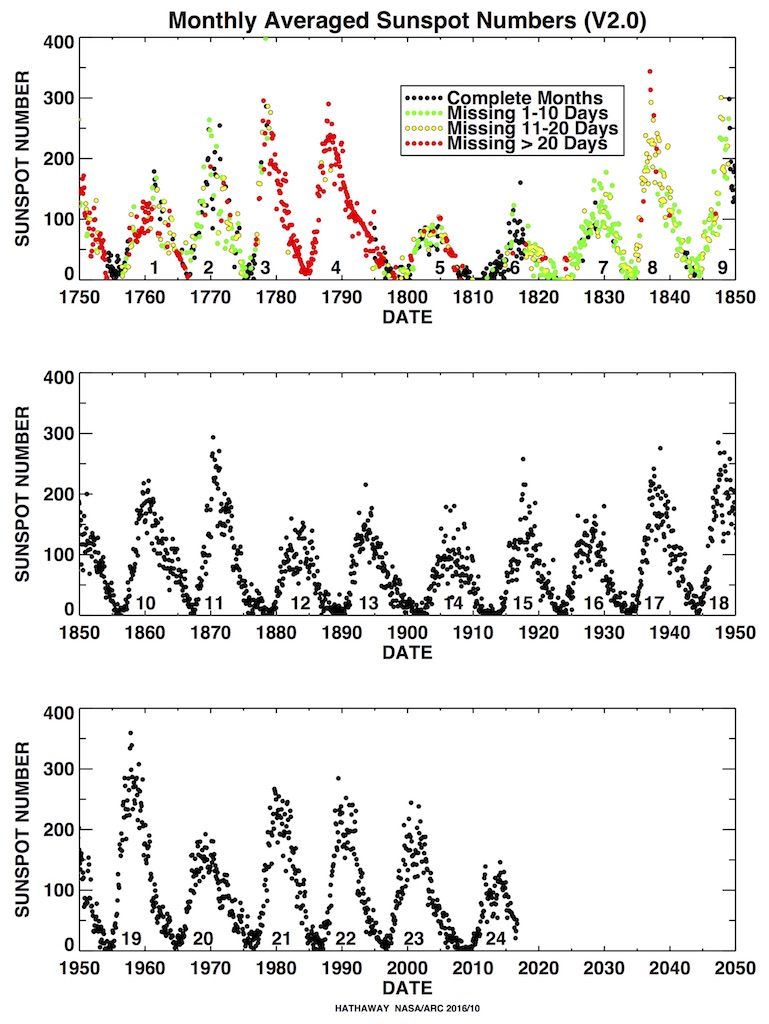 Monthly Averaged Sunspot Numbers (V2.0)
SUNSPOT NUMBER
400
300
200
100
0
Complete Months
Missing 1-10 Days
Missing 11-20 Days
Missing > 20 Days
1 2 3 4 5 6 7 8 9
1750 1760 1770 1780 1790 1800 1810 1820 1830 1840 1850
DATE
SUNSPOT NUMBER
400
300
200
100
0
10 11 12 13 14 15 16 17 18
1850 1860 1870 1880 1890 1900 1910 1920 1930 1940 1950
DATE
SUNSPOT NUMBER
400
300
200
100
0
19 20 21 22 23 24
1950 1960 1970 1980 1990 2000 2010 2020 2030 2040 2050
DATE
HATHAWAY NASA/ARC 2016/10